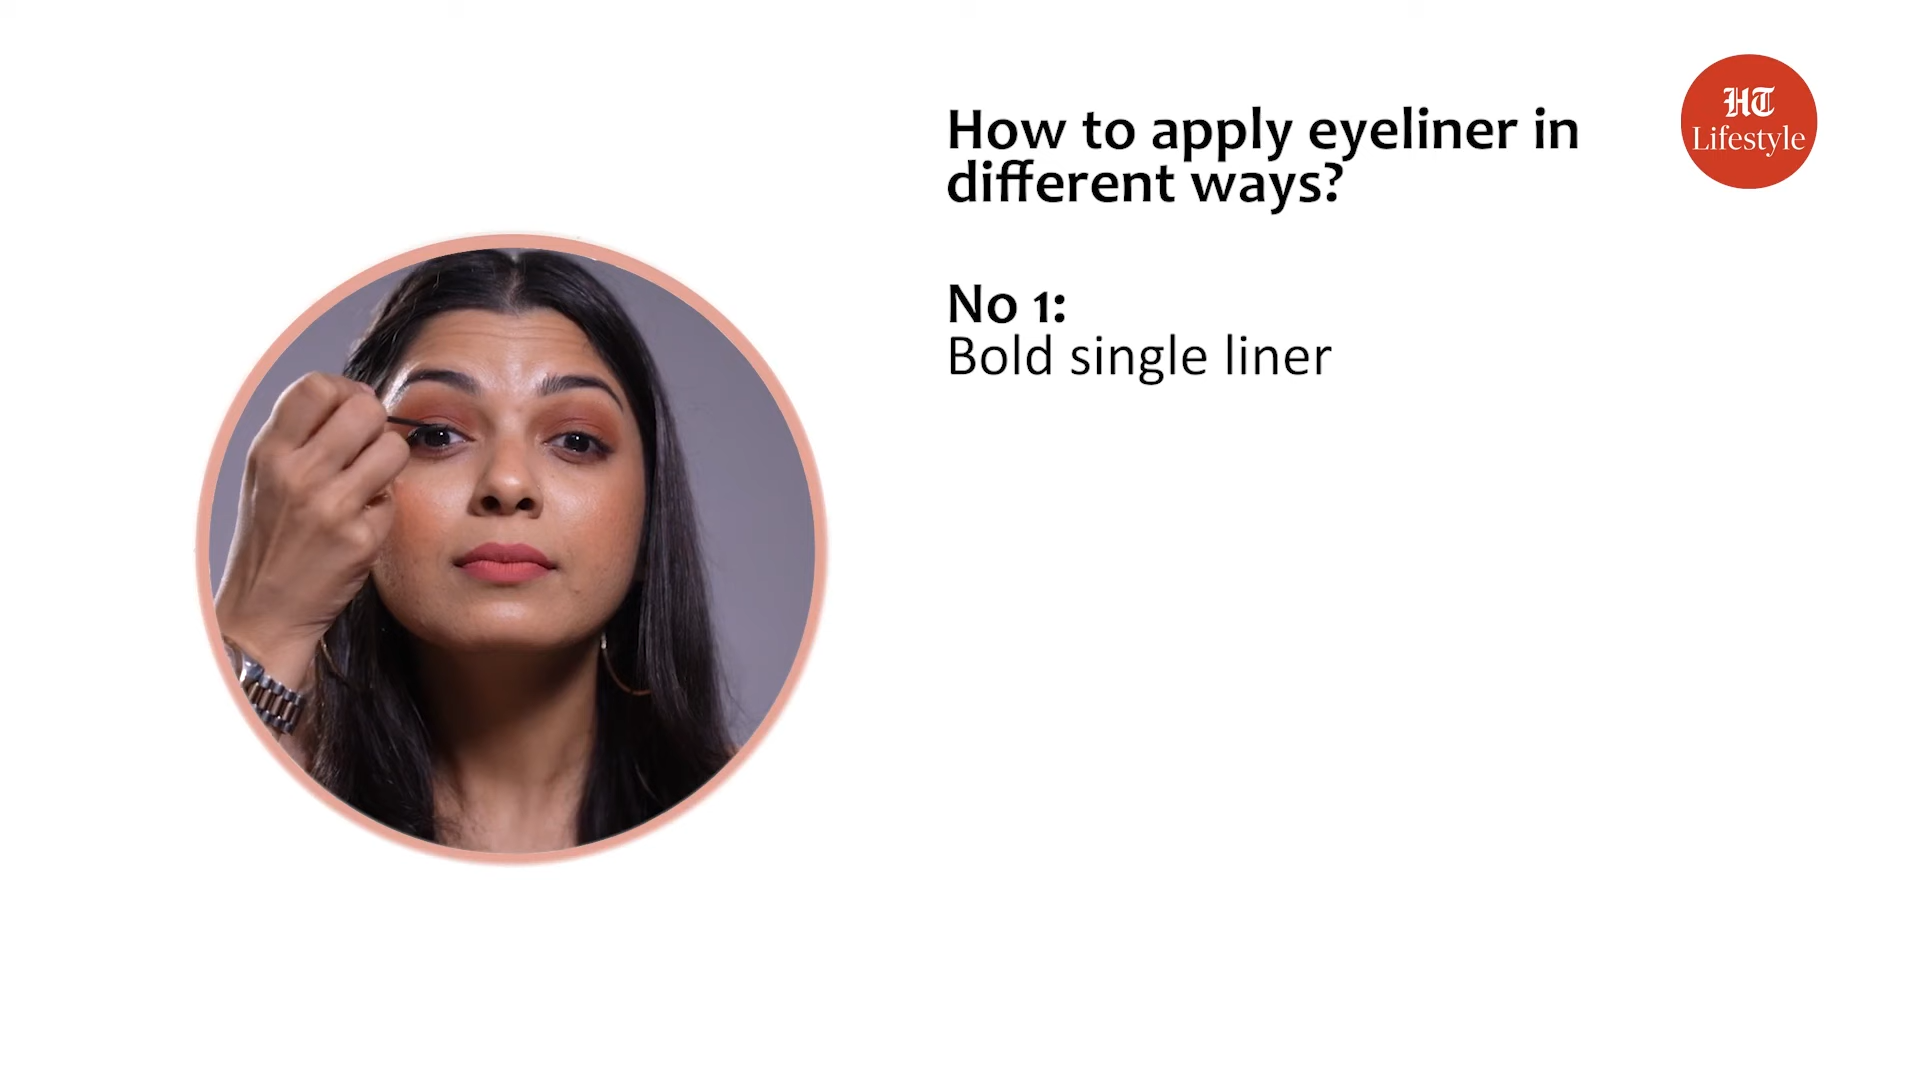 How to apply eyeliner in
different ways?
HT
Lifestyle
No 1:
Bold single liner